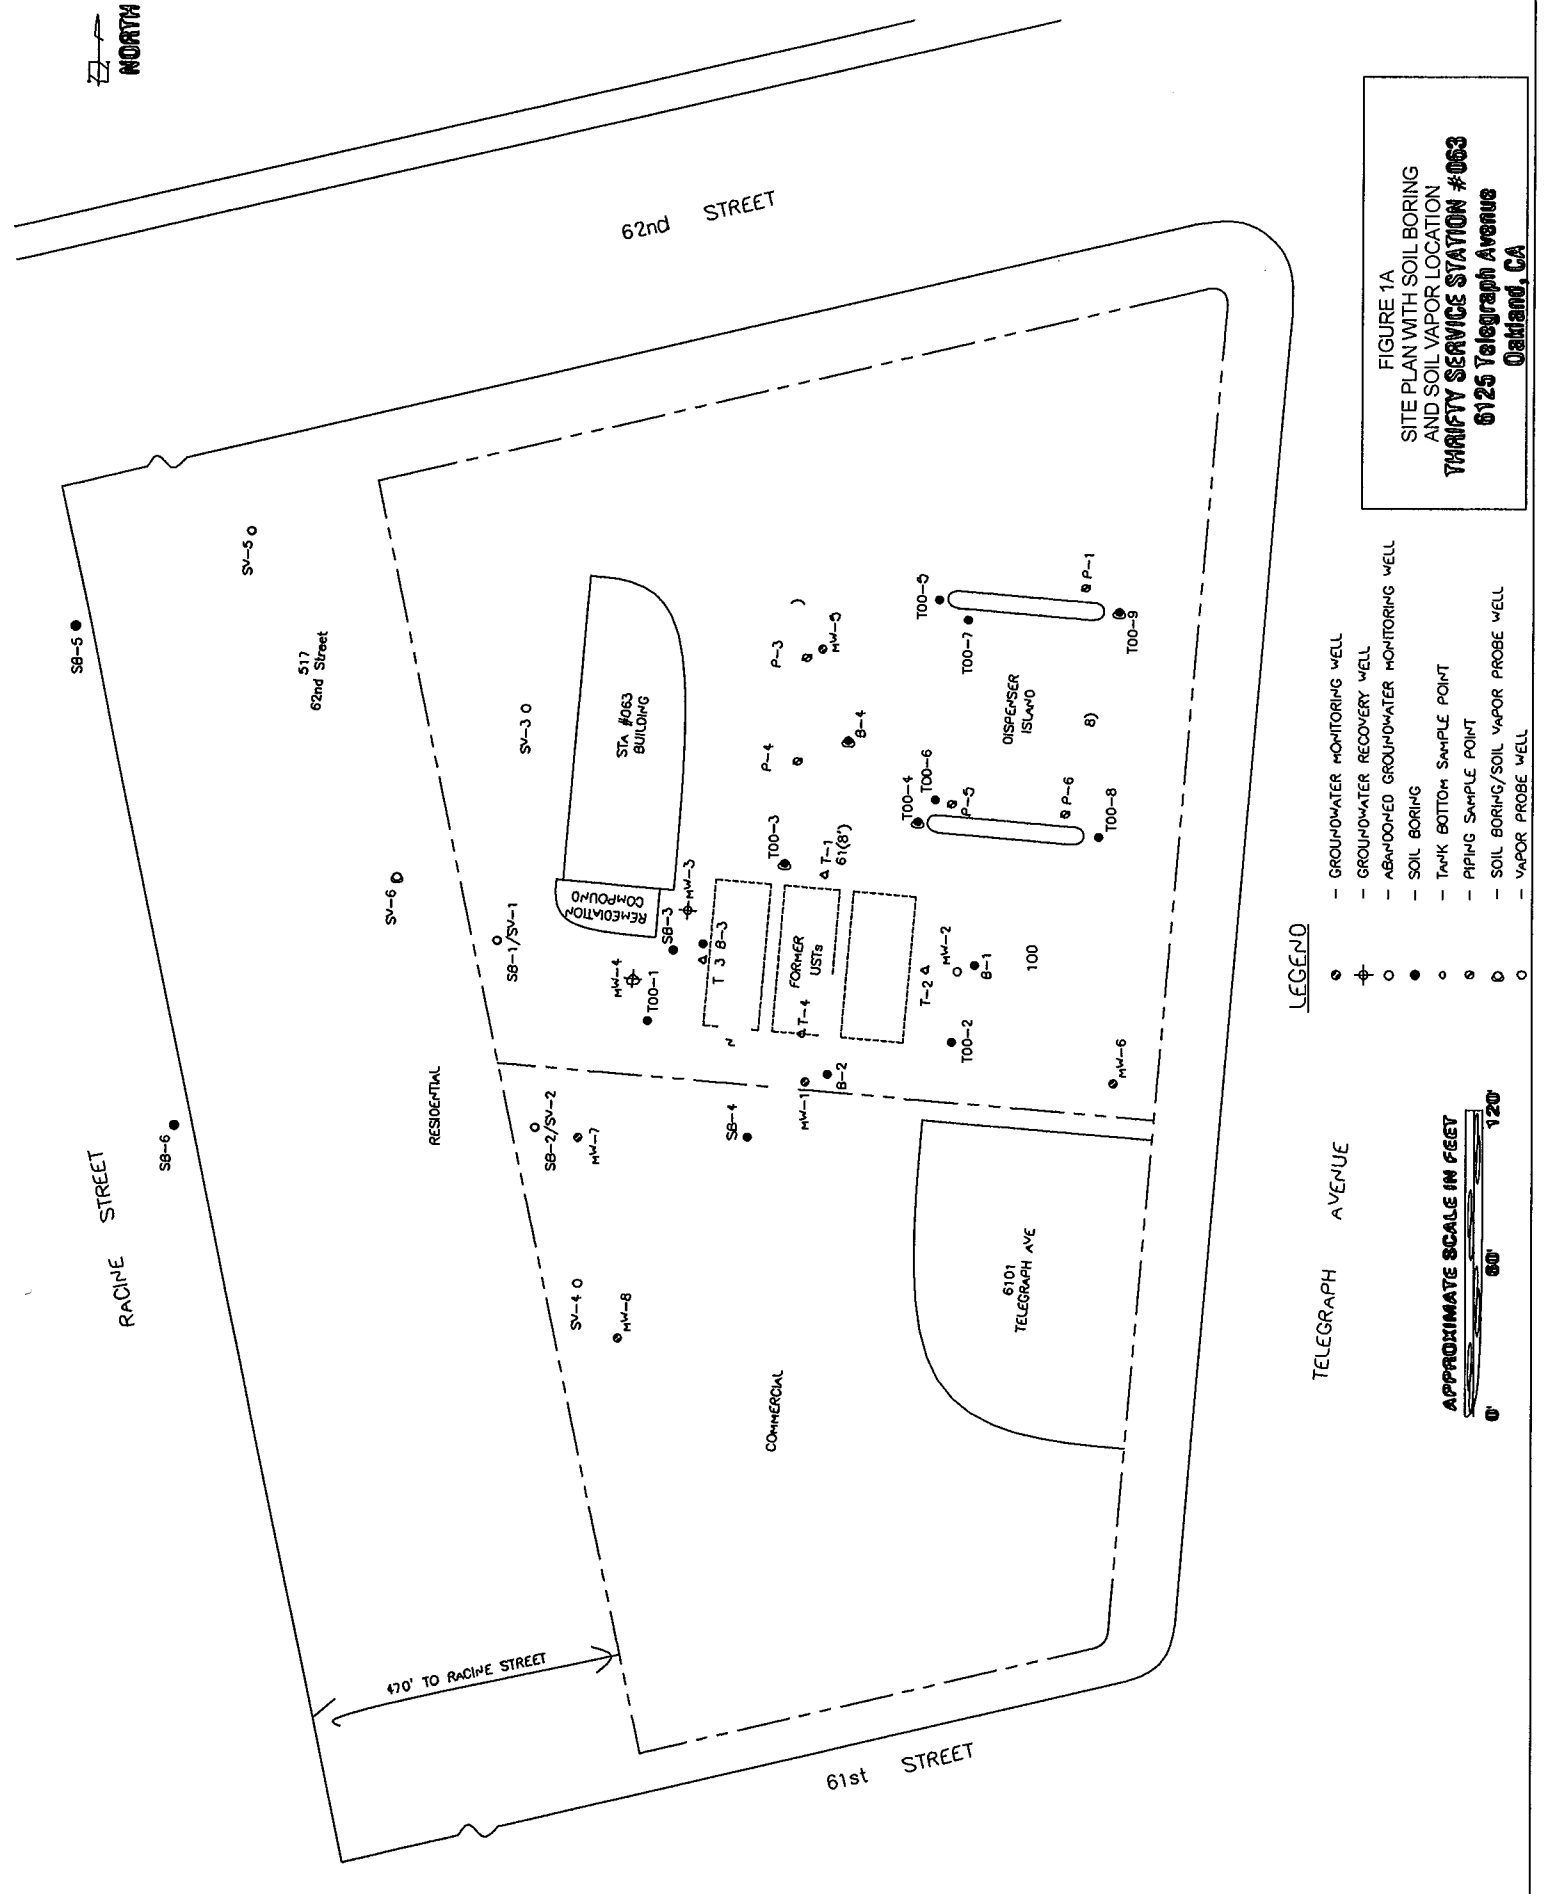 NORTH
62nd STREET
RACINE STREET
SB-5
SV-5
517
62nd Street
SB-6
SV-6
SV-3
STA #063
BUILDING
REMEDIATION
COMPOUND
SB-1/SV-1
RESIDENTIAL
SB-2/SV-2
MW-7
SV-4
MW-8
MW-4
TOO-1
SB-3
MW-3
T 3
B-3
FORMER
USTs
T-4
N
MW-1
B-2
SB-4
TOO-3
T-1
61(8')
P-4
B-4
P-3
MW-5
)
TOO-5
TOO-7
P-1
TOO-9
DISPENSER
ISLAND
8)
TOO-4
TOO-6
P-5
P-6
TOO-8
T-2
MW-2
B-1
100
TOO-2
MW-6
6101
TELEGRAPH AVE
COMMERCIAL
470' TO RACINE STREET
61st STREET
TELEGRAPH AVENUE
LEGEND
- GROUNDWATER MONITORING WELL
- GROUNDWATER RECOVERY WELL
- ABANDONED GROUNDWATER MONITORING WELL
- SOIL BORING
- TANK BOTTOM SAMPLE POINT
- PIPING SAMPLE POINT
- SOIL BORING/SOIL VAPOR PROBE WELL
- VAPOR PROBE WELL
APPROXIMATE SCALE IN FEET
0' 60' 120'
FIGURE 1A
SITE PLAN WITH SOIL BORING
AND SOIL VAPOR LOCATION
THRIFTY SERVICE STATION #063
6125 Telegraph Avenue
Oakland, CA